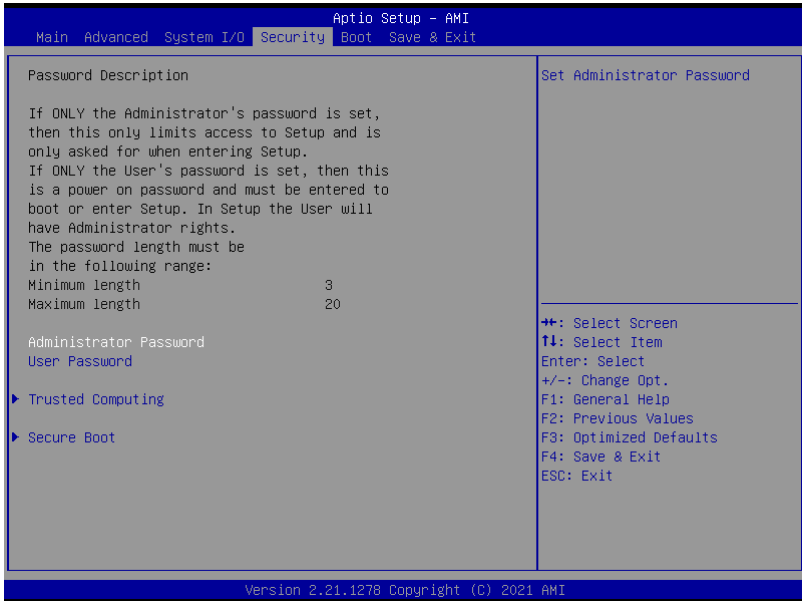 Aptio Setup – AMI
Main Advanced System I/O Security Boot Save & Exit
Password Description
If ONLY the Administrator's password is set,
then this only limits access to Setup and is
only asked for when entering Setup.
If ONLY the User's password is set, then this
is a power on password and must be entered to
boot or enter Setup. In Setup the User will
have Administrator rights.
The password length must be
in the following range:
Minimum length 3
Maximum length 20
Administrator Password
User Password
Trusted Computing
Secure Boot
Set Administrator Password
→←: Select Screen
↑↓: Select Item
Enter: Select
+/-: Change Opt.
F1: General Help
F2: Previous Values
F3: Optimized Defaults
F4: Save & Exit
ESC: Exit
Version 2.21.1278 Copyright (C) 2021 AMI